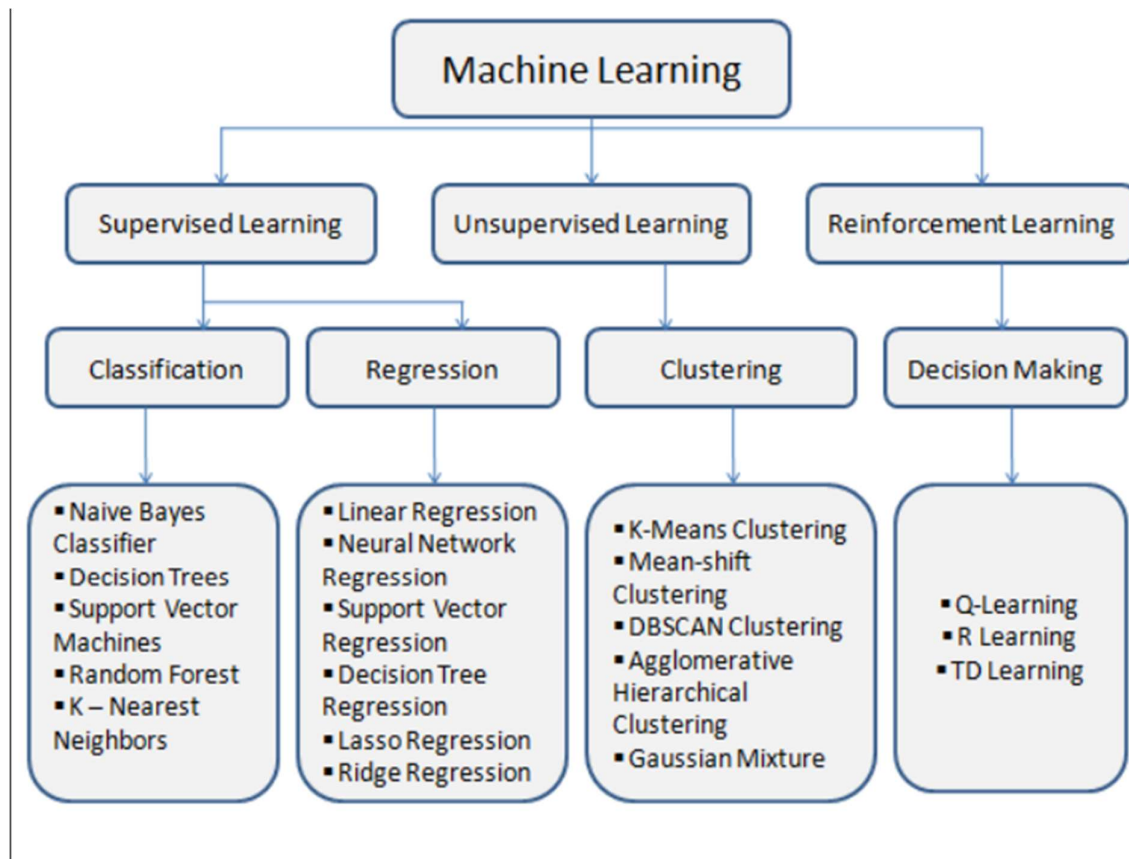 Machine Learning
Supervised Learning
Unsupervised Learning
Reinforcement Learning
Classification
Regression
Clustering
Decision Making
▪ Naive Bayes
Classifier
▪ Decision Trees
▪ Support Vector
Machines
▪ Random Forest
▪ K – Nearest
Neighbors
▪ Linear Regression
▪ Neural Network
Regression
▪ Support Vector
Regression
▪ Decision Tree
Regression
▪ Lasso Regression
▪ Ridge Regression
▪ K-Means Clustering
▪ Mean-shift
Clustering
▪ DBSCAN Clustering
▪ Agglomerative
Hierarchical
Clustering
▪ Gaussian Mixture
▪ Q-Learning
▪ R Learning
▪ TD Learning